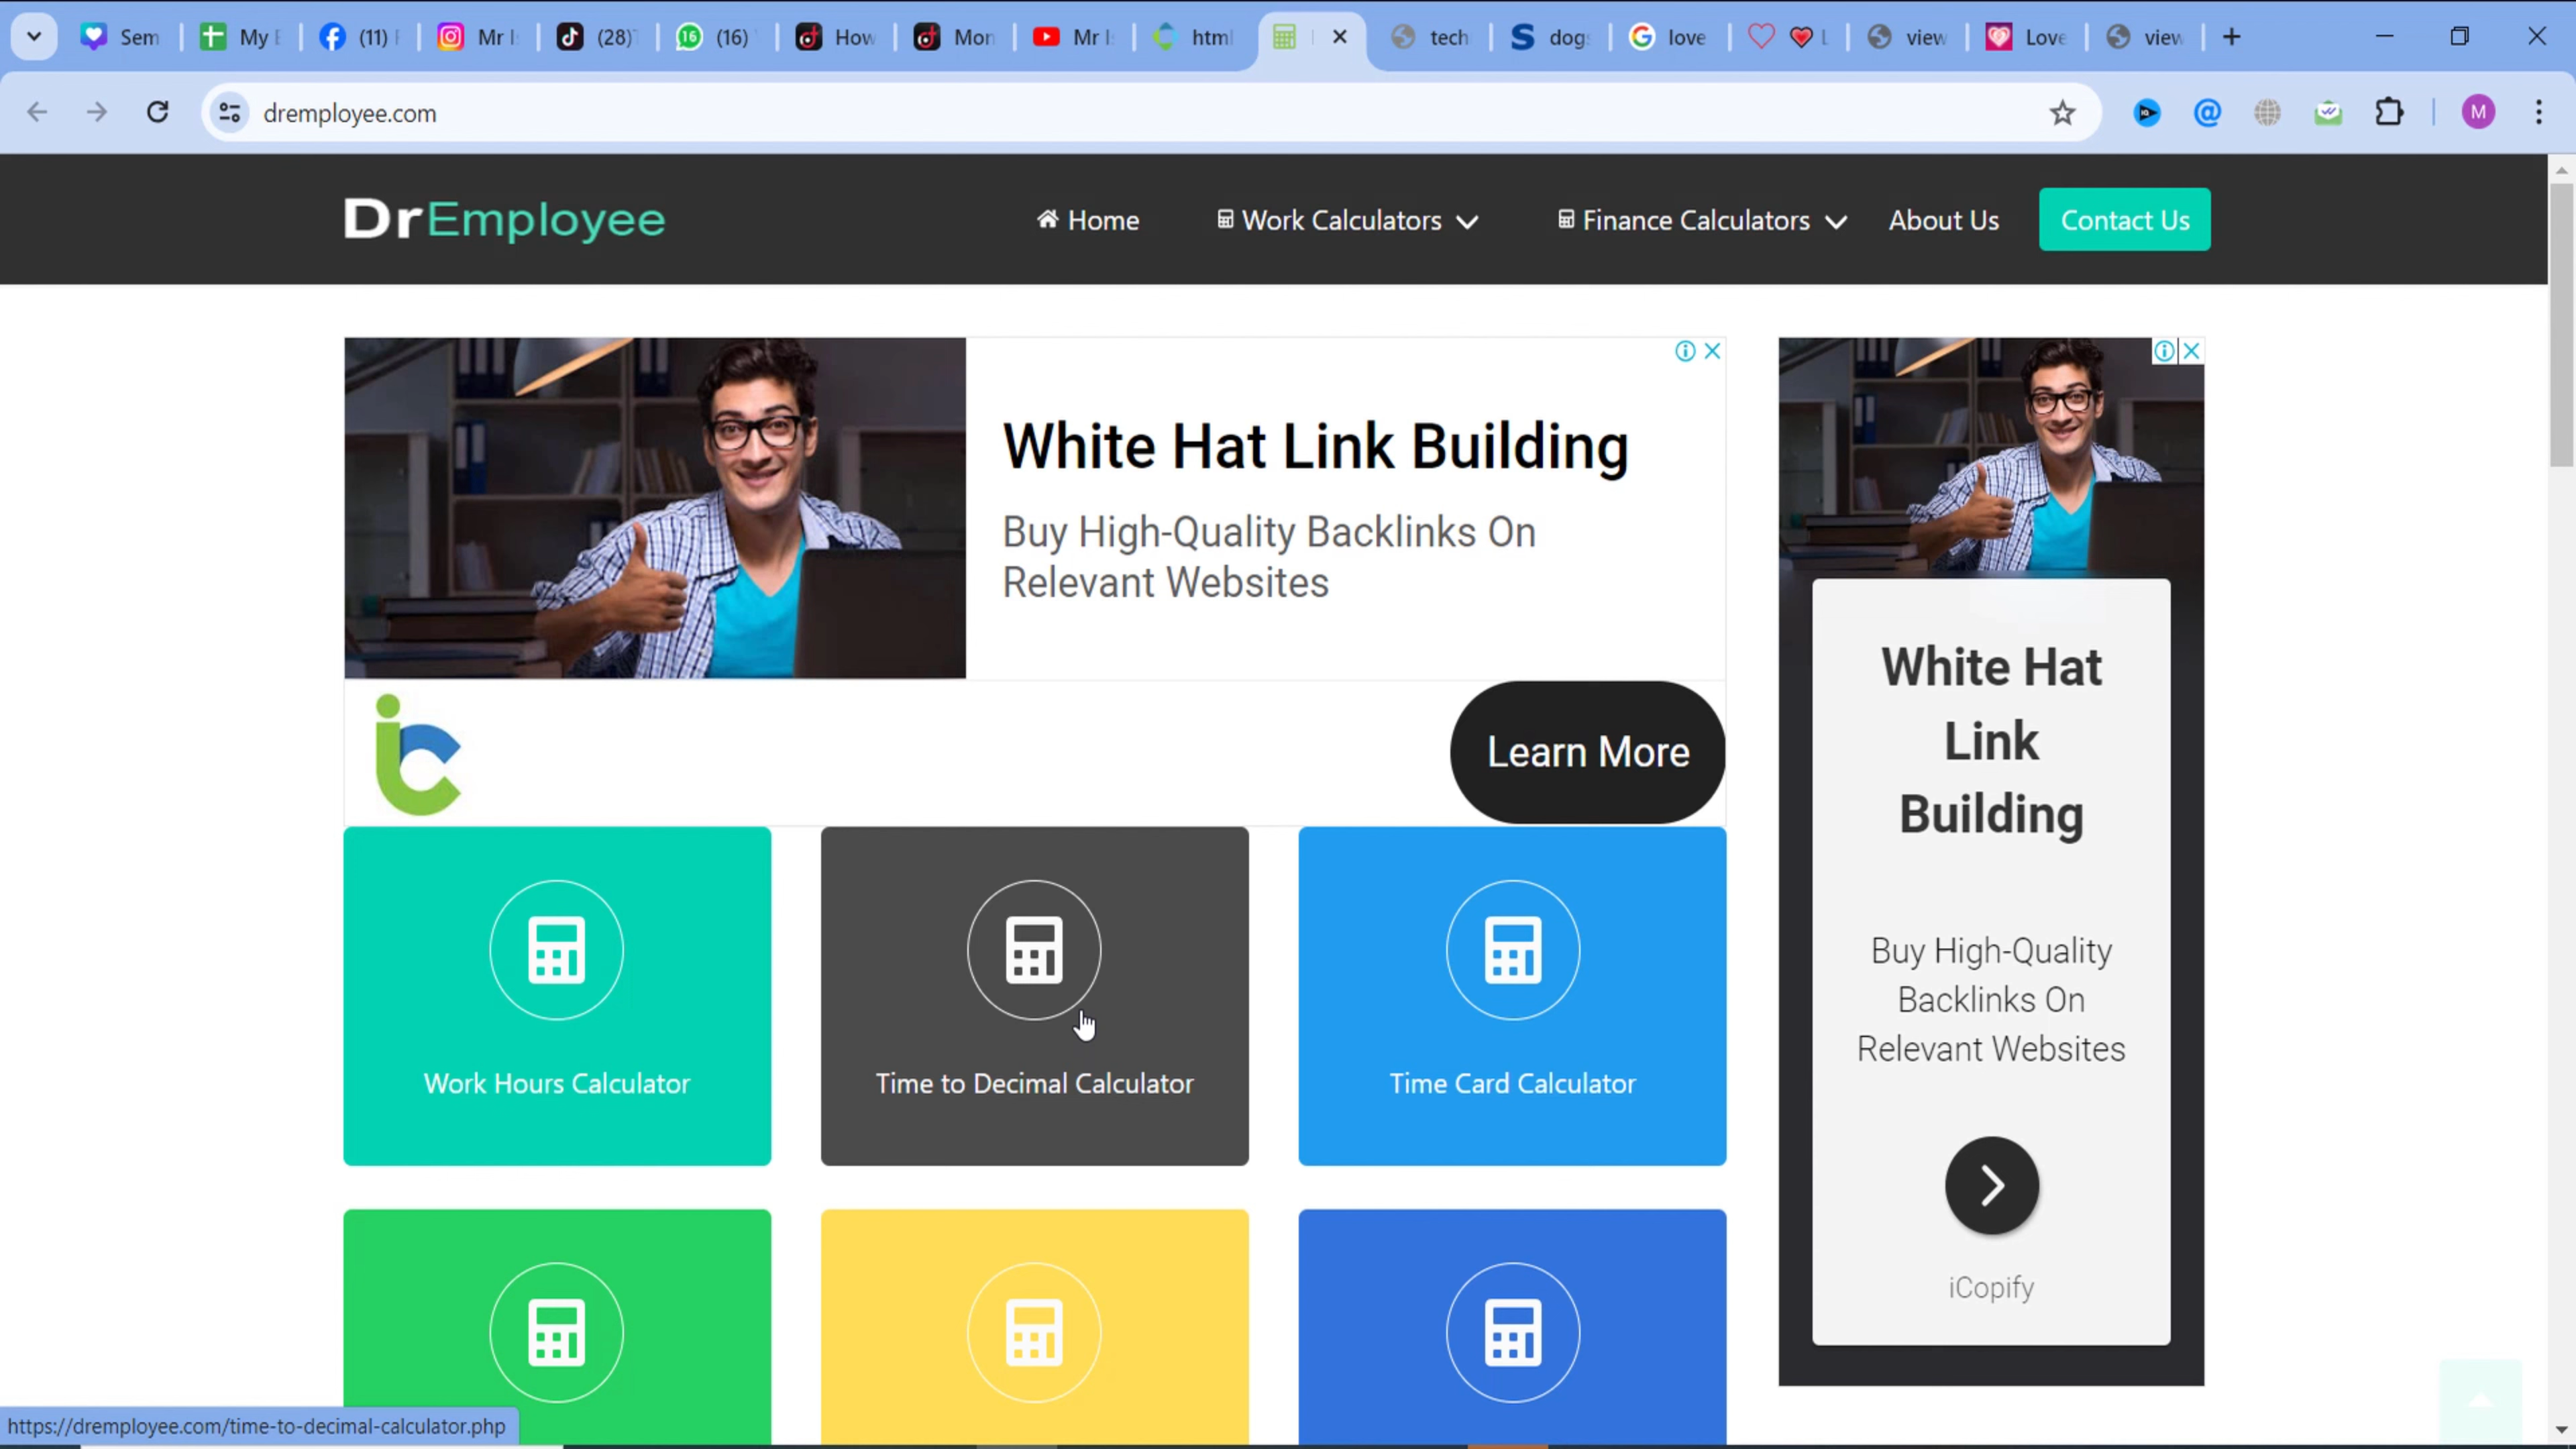 Sem
My E
(11) F
Mr I
(28)
16
(16)
How
Mon
Mr I
html
tech
dog
love
view
Love
view
dremployee.com
M
DrEmployee
Home
Work Calculators
Finance Calculators
About Us
Contact Us
White Hat Link Building
Buy High-Quality Backlinks On
Relevant Websites
ic
Learn More
White Hat
Link
Building
Buy High-Quality
Backlinks On
Relevant Websites
iCopify
Work Hours Calculator
Time to Decimal Calculator
Time Card Calculator
https://dremployee.com/time-to-decimal-calculator.php